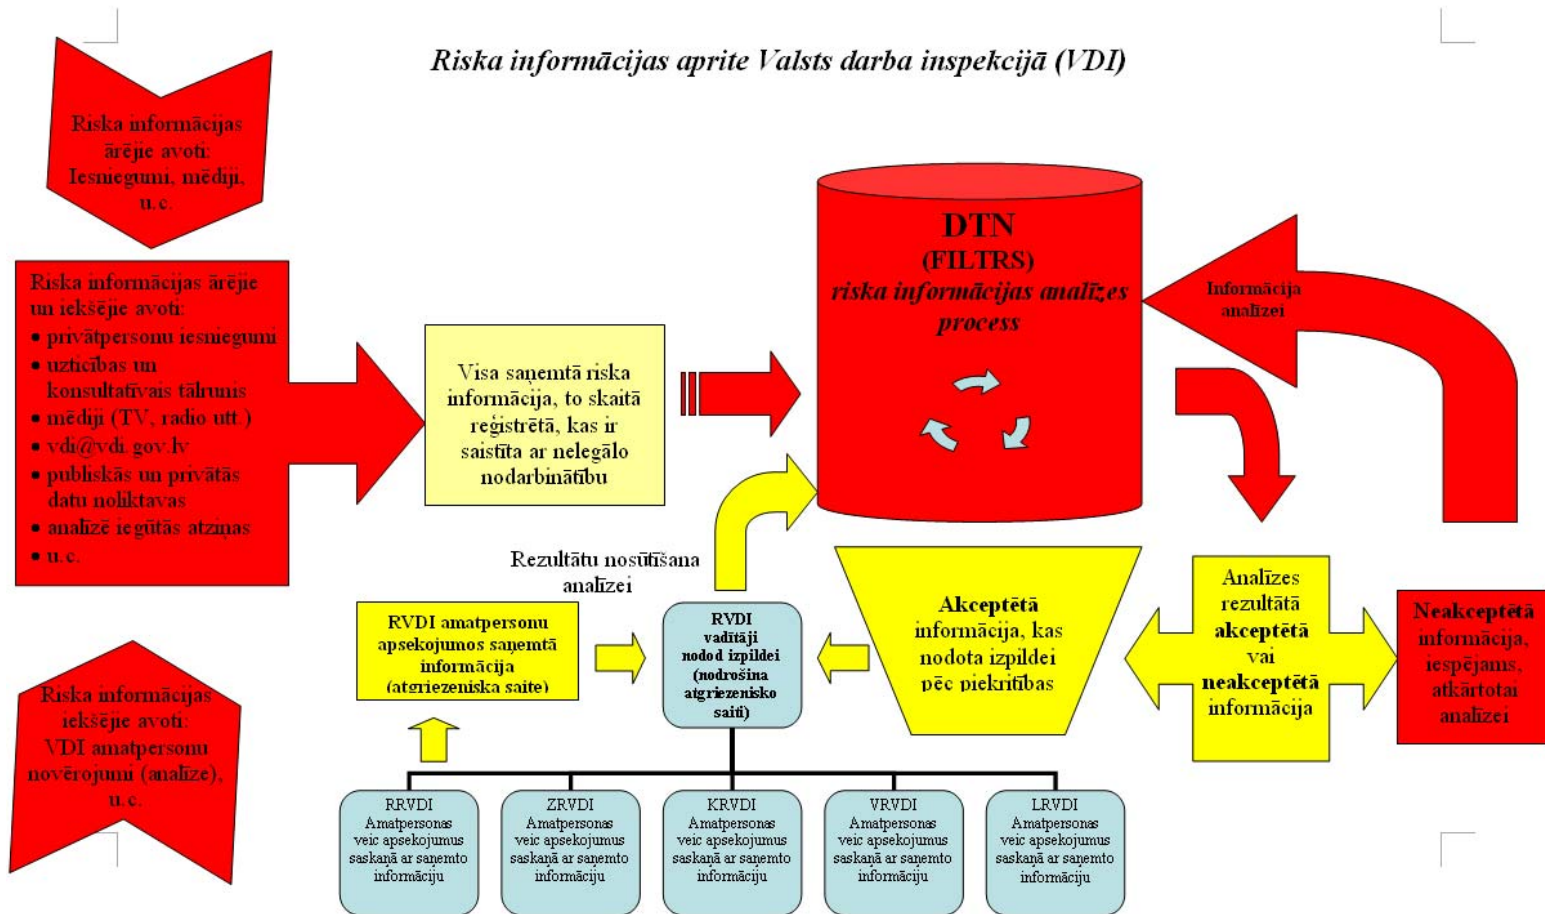 Riska informācijas aprite Valsts darba inspekcijā (VDI)
Riska informācijas
ārējie avoti:
Iesniegumi, mēdiji,
u.c.
Riska informācijas ārējie
un iekšējie avoti:
• privātpersonu iesniegumi
• uzticības un
konsultatīvais tālrunis
• mēdiji (TV, radio utt.)
• vdi@vdi.gov.lv
• publiskās un privātās
datu noliktavas
• analīzē iegūtās atziņas
• u.c.
Riska informācijas
iekšējie avoti:
VDI amatpersonu
novērojumi (analīze),
u.c.
Visa saņemtā riska
informācija, to skaitā
reģistrētā, kas ir
saistīta ar nelegālo
nodarbinātību
DTN
(FILTRS)
riska informācijas analīzes
process
Informācija
analīzei
Rezultātu nosūtīšana
analīzei
RVDI amatpersonu
apsekojumos saņemtā
informācija
(atgriezeniska saite)
RVDI
vadītāji
nodod izpildei
(nodrošina
atgriezenisko
saiti)
Akceptētā
informācija, kas
nodota izpildei
pēc piekritības
Analīzes
rezultātā
akceptētā
vai
neakceptētā
informācija
Neakceptētā
informācija,
iespējams,
atkārtotai
analīzei
RRVDI
Amatpersonas
veic apsekojumus
saskaņā ar saņemto
informāciju
ZRVDI
Amatpersonas
veic apsekojumus
saskaņā ar saņemto
informāciju
KRVDI
Amatpersonas
veic apsekojumus
saskaņā ar saņemto
informāciju
VRVDI
Amatpersonas
veic apsekojumus
saskaņā ar saņemto
informāciju
LRVDI
Amatpersonas
veic apsekojumus
saskaņā ar saņemto
informāciju